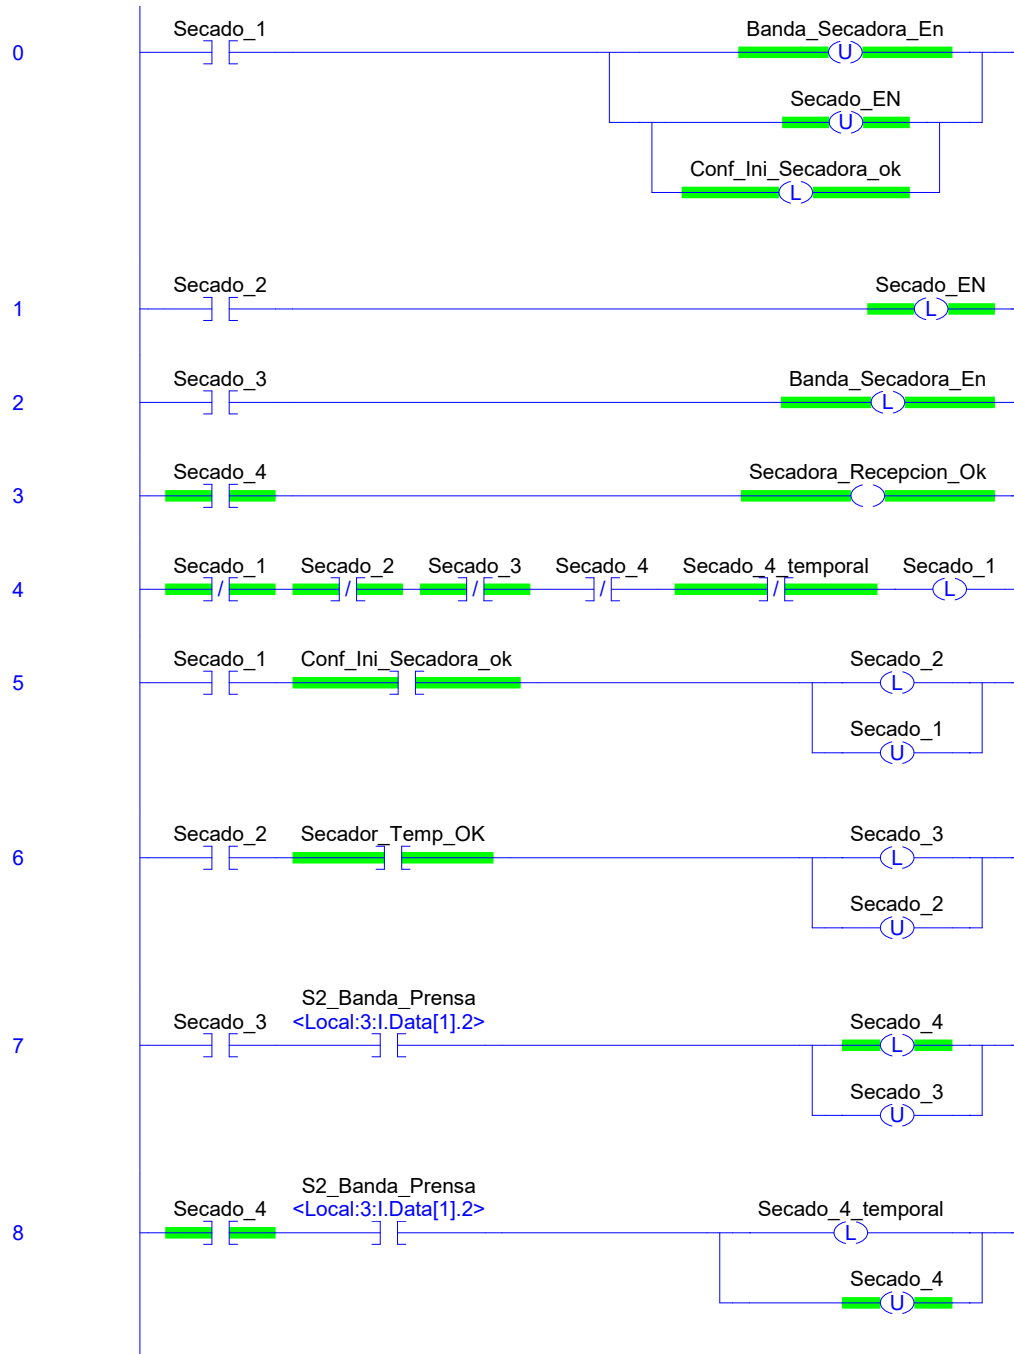 0
Secado_1
Banda_Secadora_En
U
Secado_EN
U
Conf_Ini_Secadora_ok
L
1
Secado_2
Secado_EN
L
2
Secado_3
Banda_Secadora_En
L
3
Secado_4
Secadora_Recepcion_Ok
4
Secado_1 Secado_2 Secado_3 Secado_4 Secado_4_temporal Secado_1
/ / / / / L
5
Secado_1 Conf_Ini_Secadora_ok Secado_2
L
Secado_1
U
6
Secado_2 Secador_Temp_OK Secado_3
L
Secado_2
U
7
S2_Banda_Prensa
Secado_3 <Local:3:I.Data[1].2> Secado_4
L
Secado_3
U
8
S2_Banda_Prensa
Secado_4 <Local:3:I.Data[1].2> Secado_4_temporal
L
Secado_4
U